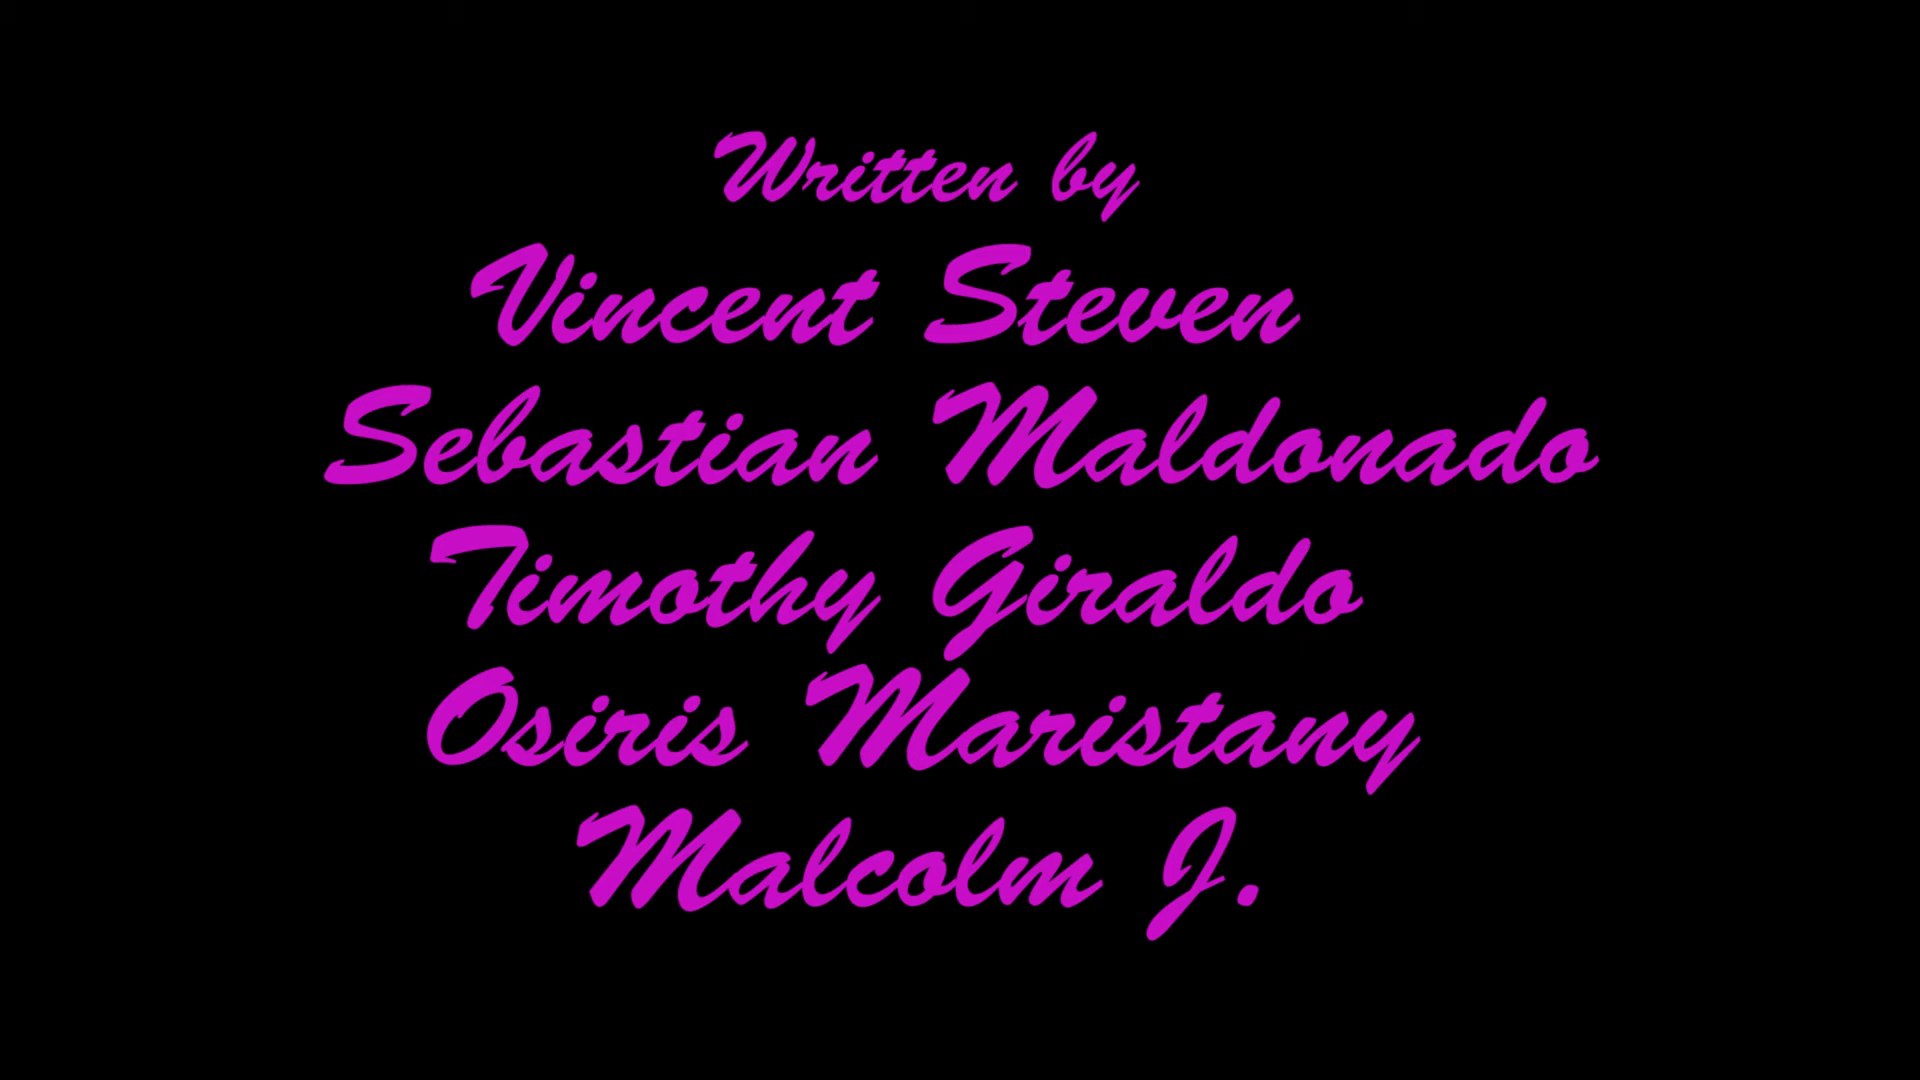 Written by
Vincent Steven
Sebastian Maldonado
Timothy Giraldo
Osiris Maristany
Malcolm J.